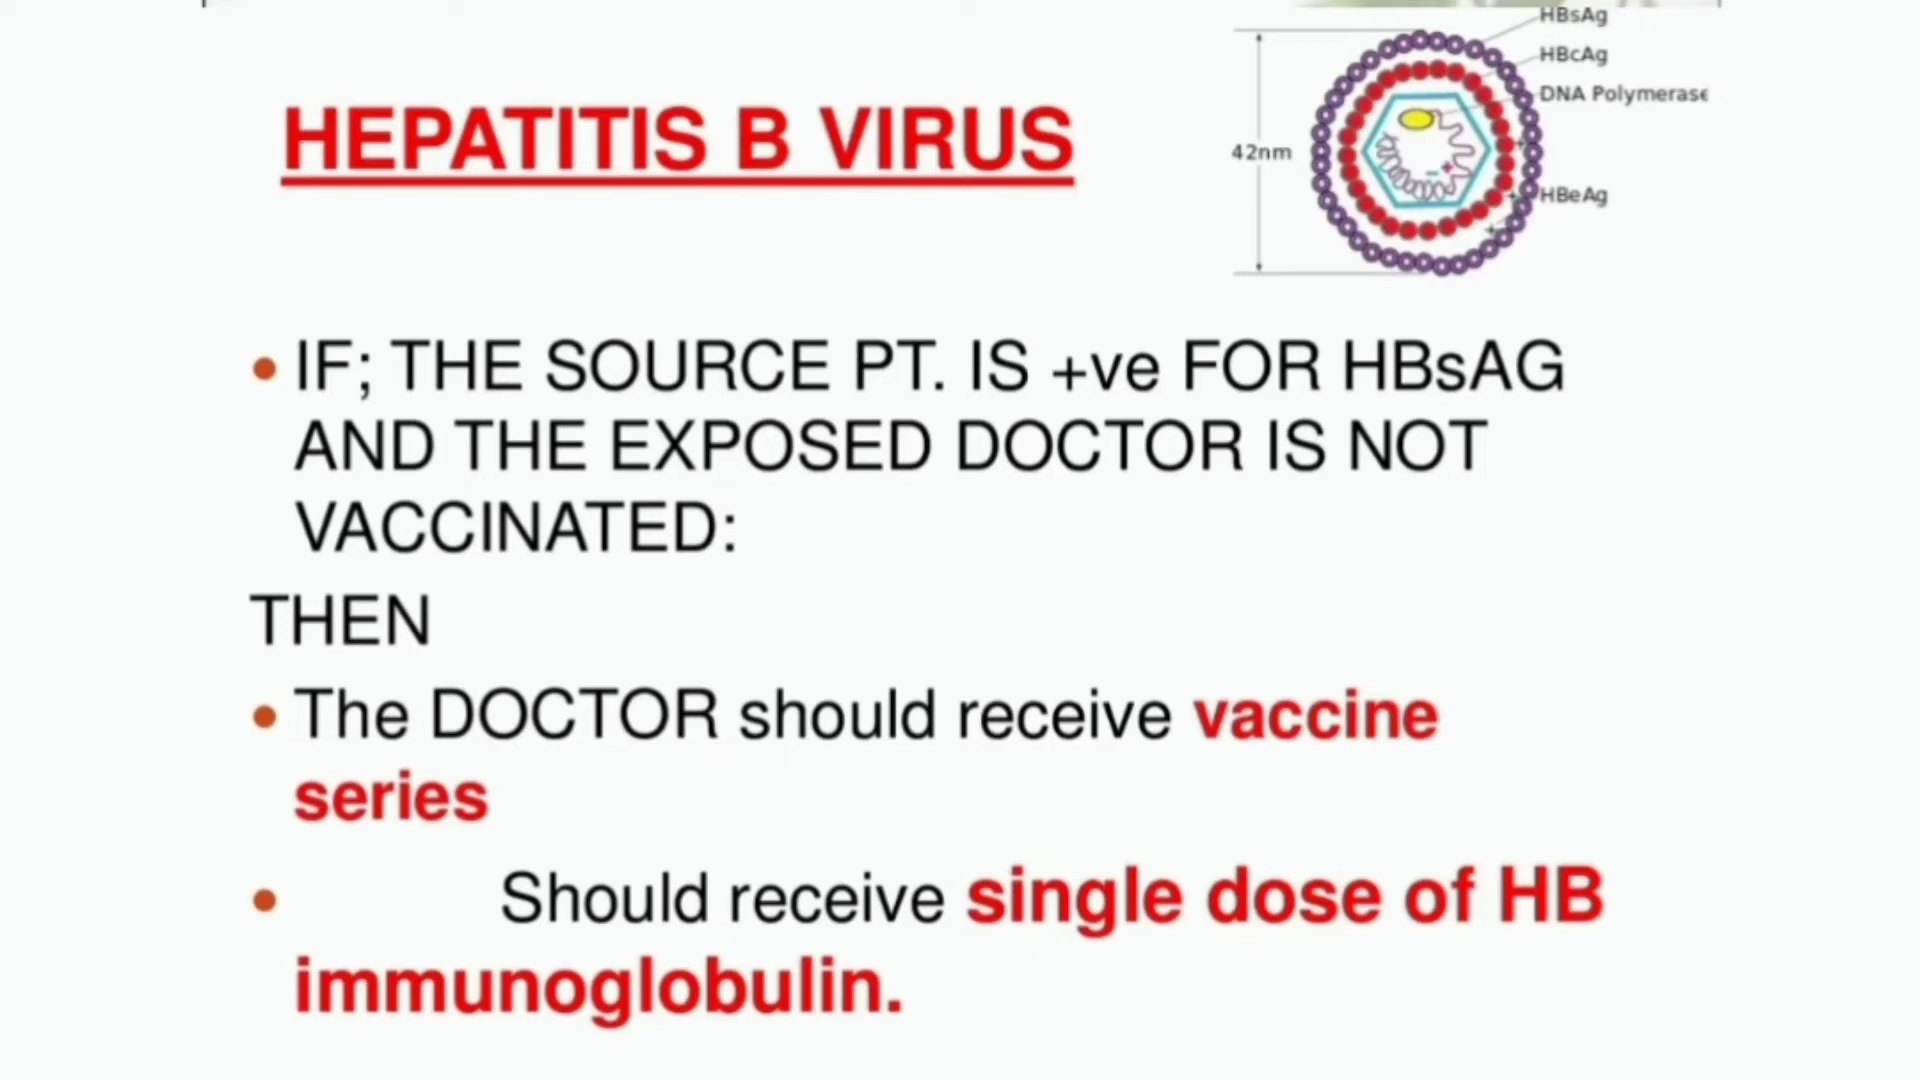 HBsAg
HBcAg
DNA Polymerase
42nm
HBeAg
HEPATITIS B VIRUS
• IF; THE SOURCE PT. IS +ve FOR HBsAG
AND THE EXPOSED DOCTOR IS NOT
VACCINATED:
THEN
• The DOCTOR should receive vaccine
series
• Should receive single dose of HB
immunoglobulin.